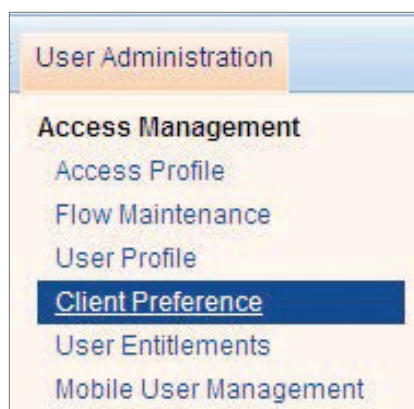 User Administration
Access Management
Access Profile
Flow Maintenance
User Profile
Client Preference
User Entitlements
Mobile User Management